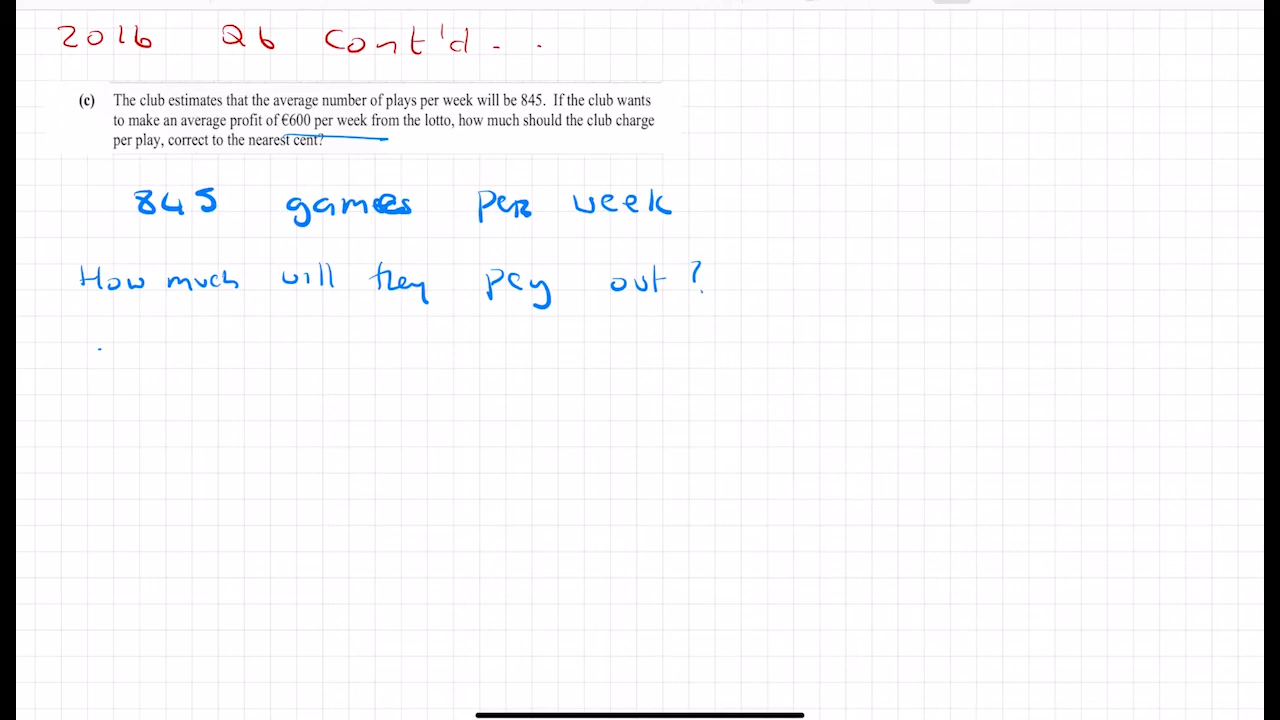 2016 Q6 Cont'd . .
(c) The club estimates that the average number of plays per week will be 845. If the club wants
to make an average profit of €600 per week from the lotto, how much should the club charge
per play, correct to the nearest cent?
845 games per week
How much will they pay out?